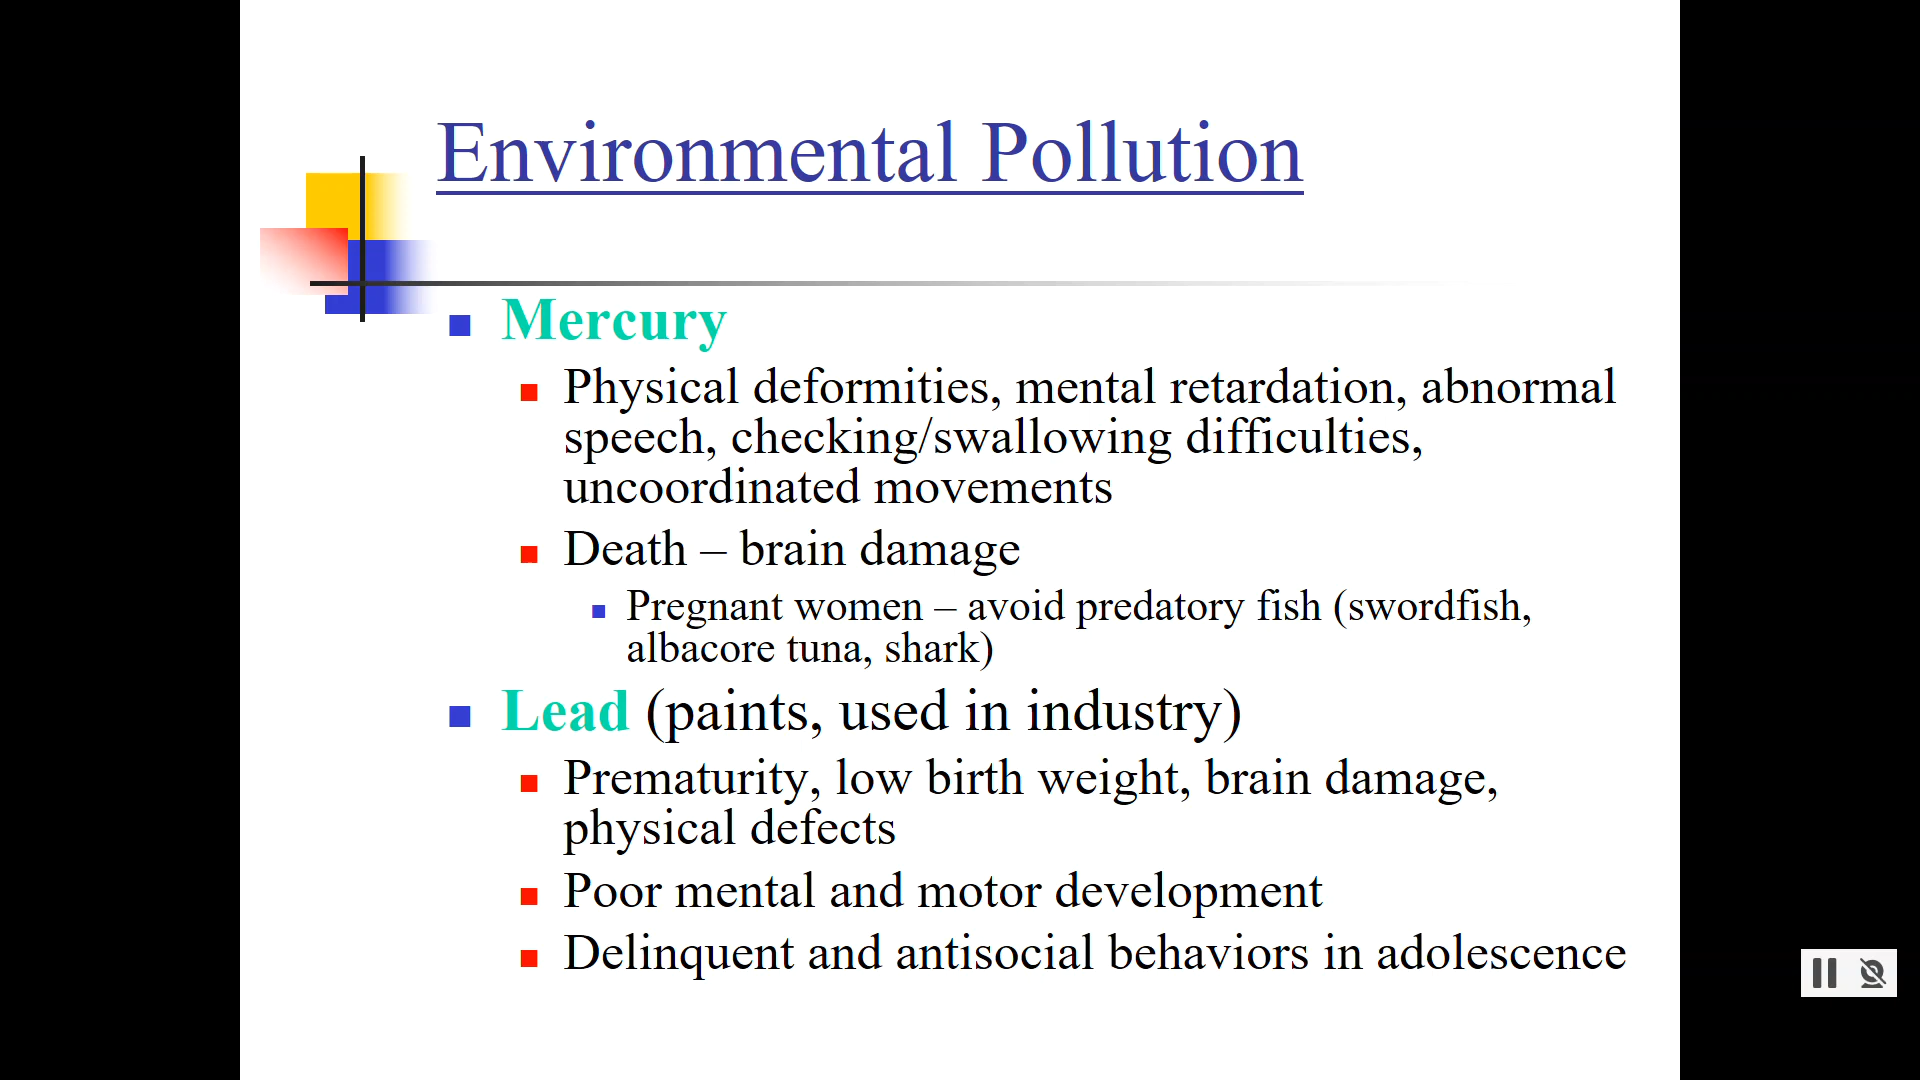 Environmental Pollution
Mercury
Physical deformities, mental retardation, abnormal
speech, checking/swallowing difficulties,
uncoordinated movements
Death – brain damage
Pregnant women – avoid predatory fish (swordfish,
albacore tuna, shark)
Lead (paints, used in industry)
Prematurity, low birth weight, brain damage,
physical defects
Poor mental and motor development
Delinquent and antisocial behaviors in adolescence